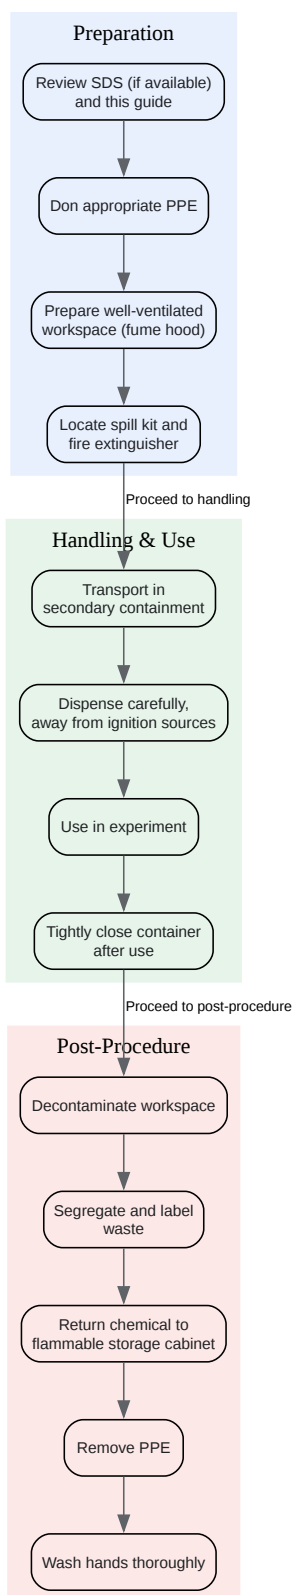 Preparation
Review SDS (if available)
and this guide
Don appropriate PPE
Prepare well-ventilated
workspace (fume hood)
Locate spill kit and
fire extinguisher
Proceed to handling
Handling & Use
Transport in
secondary containment
Dispense carefully,
away from ignition sources
Use in experiment
Tightly close container
after use
Proceed to post-procedure
Post-Procedure
Decontaminate workspace
Segregate and label
waste
Return chemical to
flammable storage cabinet
Remove PPE
Wash hands thoroughly